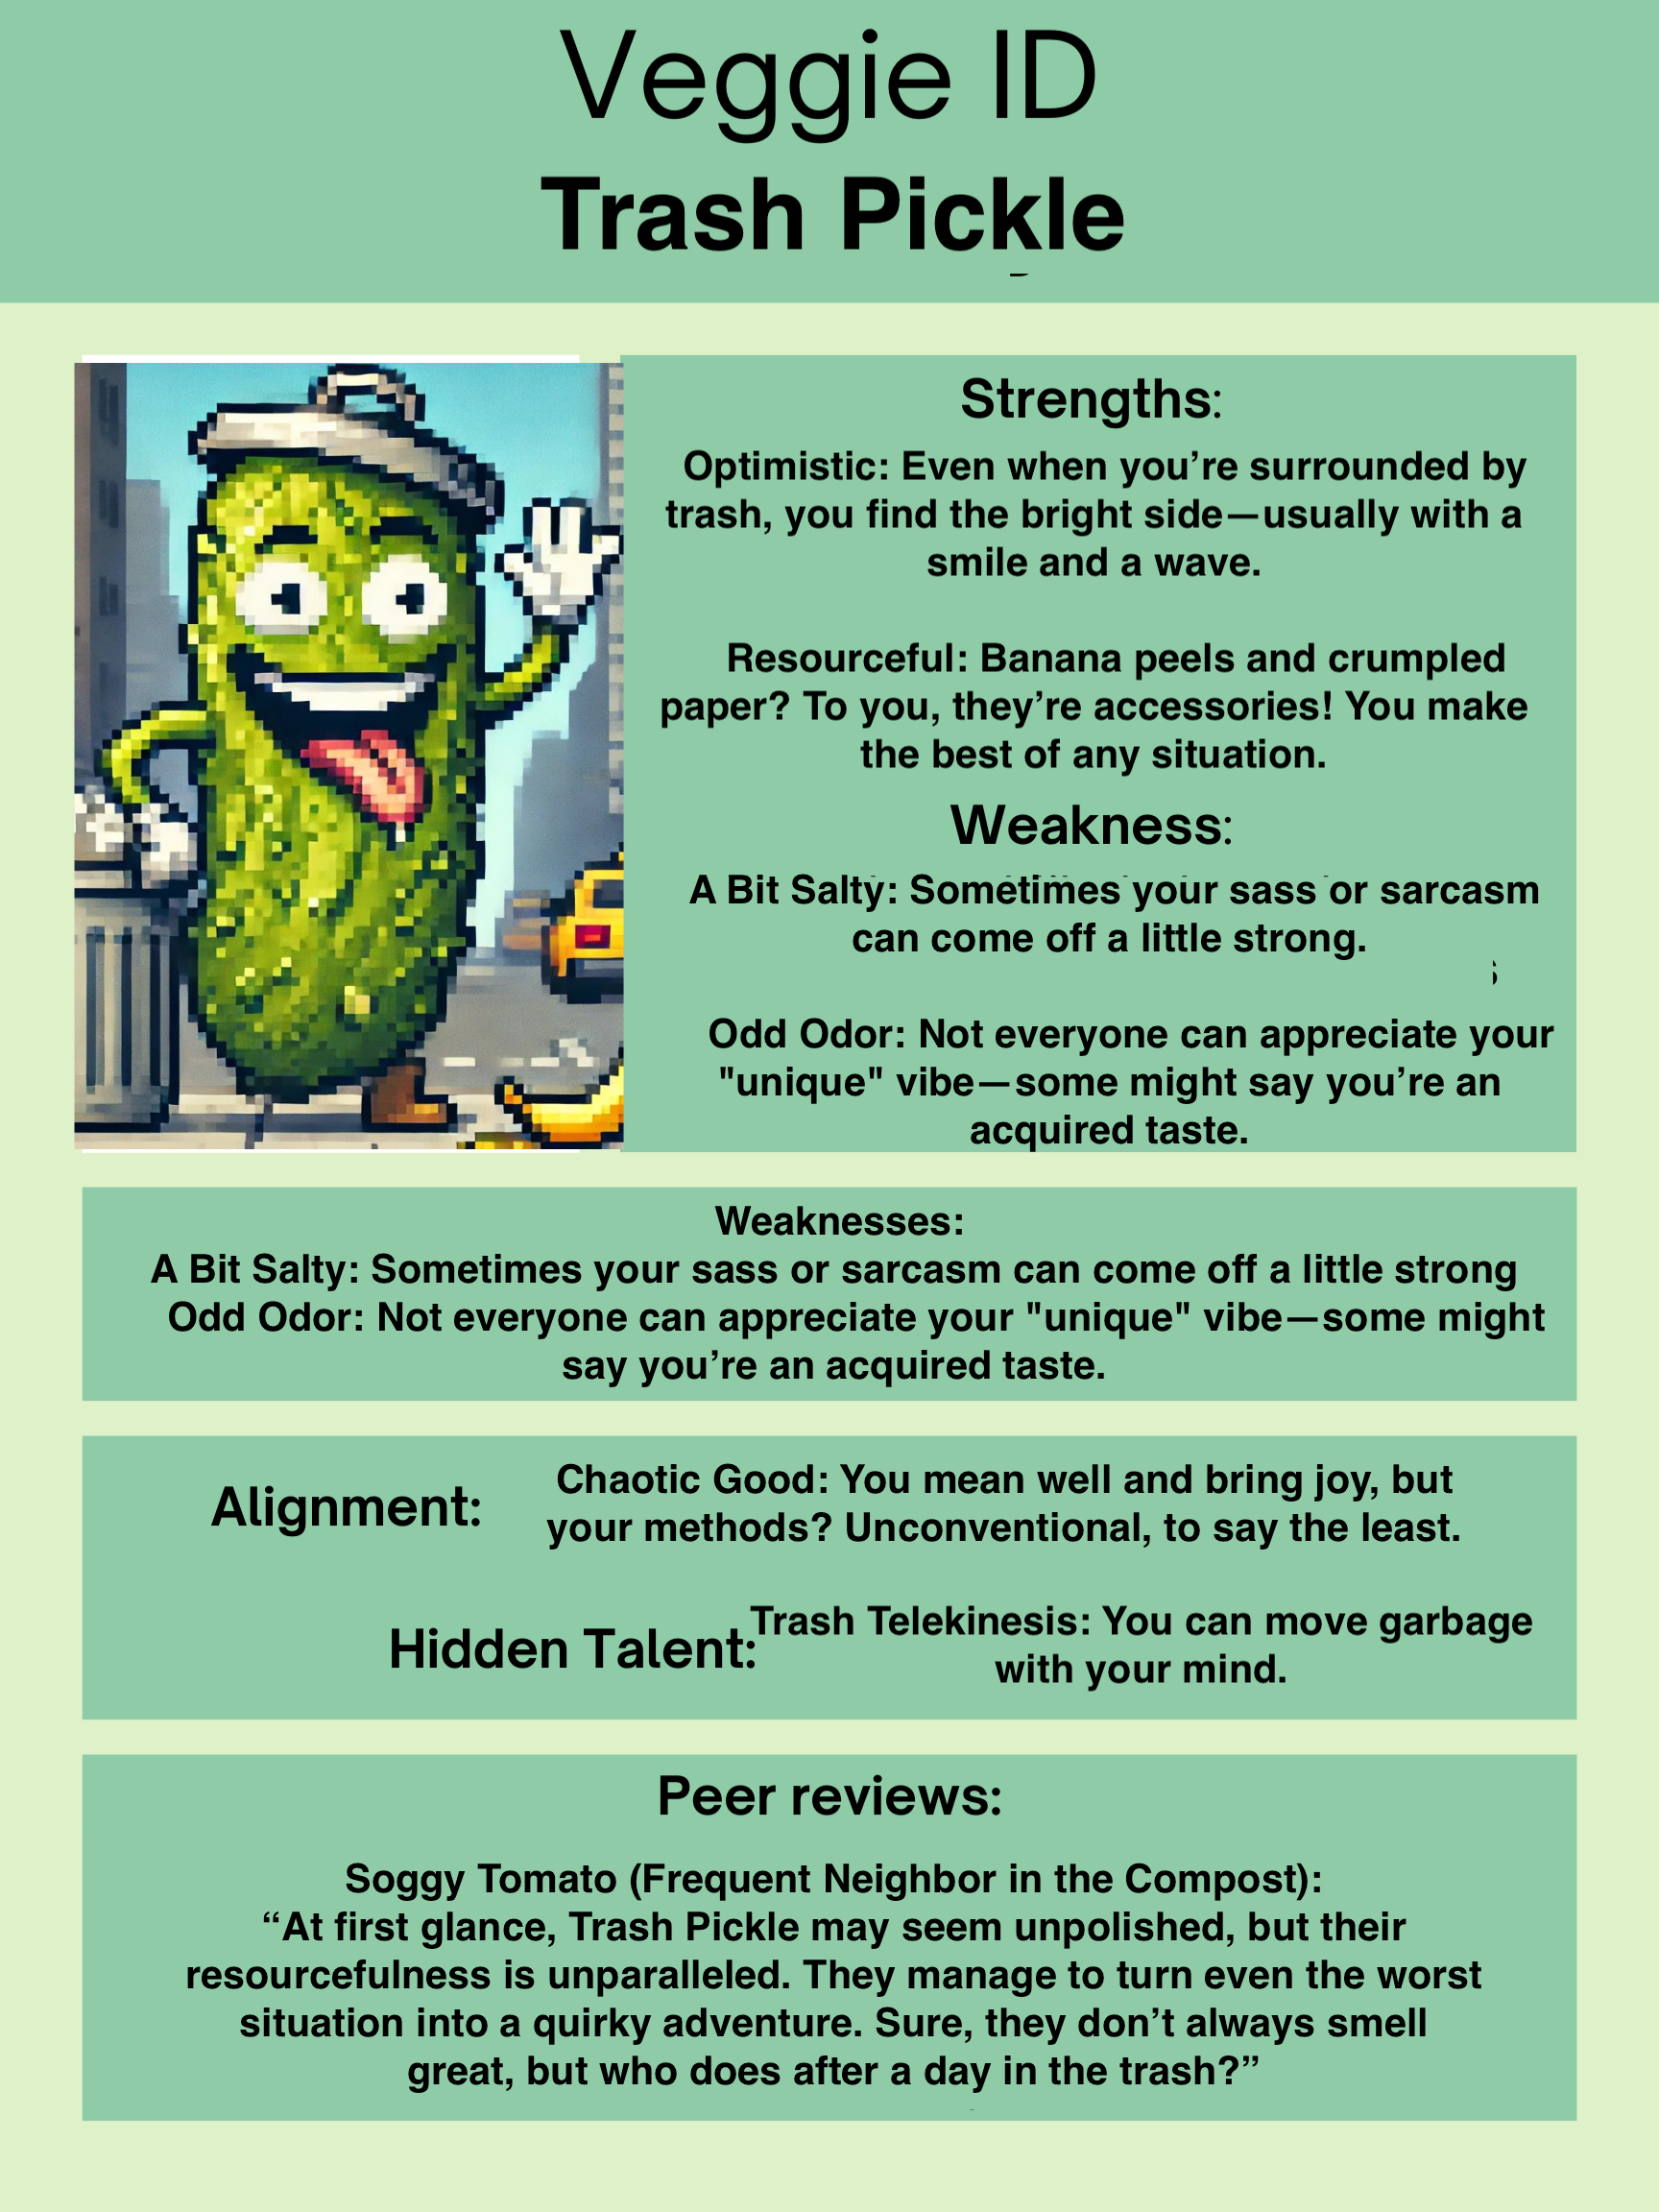 Veggie ID
Trash Pickle
Strengths:
Optimistic: Even when you’re surrounded by
trash, you find the bright side—usually with a
smile and a wave.
Resourceful: Banana peels and crumpled
paper? To you, they’re accessories! You make
the best of any situation.
Weakness:
A Bit Salty: Sometimes your sass or sarcasm
can come off a little strong.
Odd Odor: Not everyone can appreciate your
"unique" vibe—some might say you’re an
acquired taste.
Weaknesses:
A Bit Salty: Sometimes your sass or sarcasm can come off a little strong
Odd Odor: Not everyone can appreciate your "unique" vibe—some might
say you’re an acquired taste.
Alignment:
Chaotic Good: You mean well and bring joy, but
your methods? Unconventional, to say the least.
Hidden Talent:
Trash Telekinesis: You can move garbage
with your mind.
Peer reviews:
Soggy Tomato (Frequent Neighbor in the Compost):
“At first glance, Trash Pickle may seem unpolished, but their
resourcefulness is unparalleled. They manage to turn even the worst
situation into a quirky adventure. Sure, they don’t always smell
great, but who does after a day in the trash?”